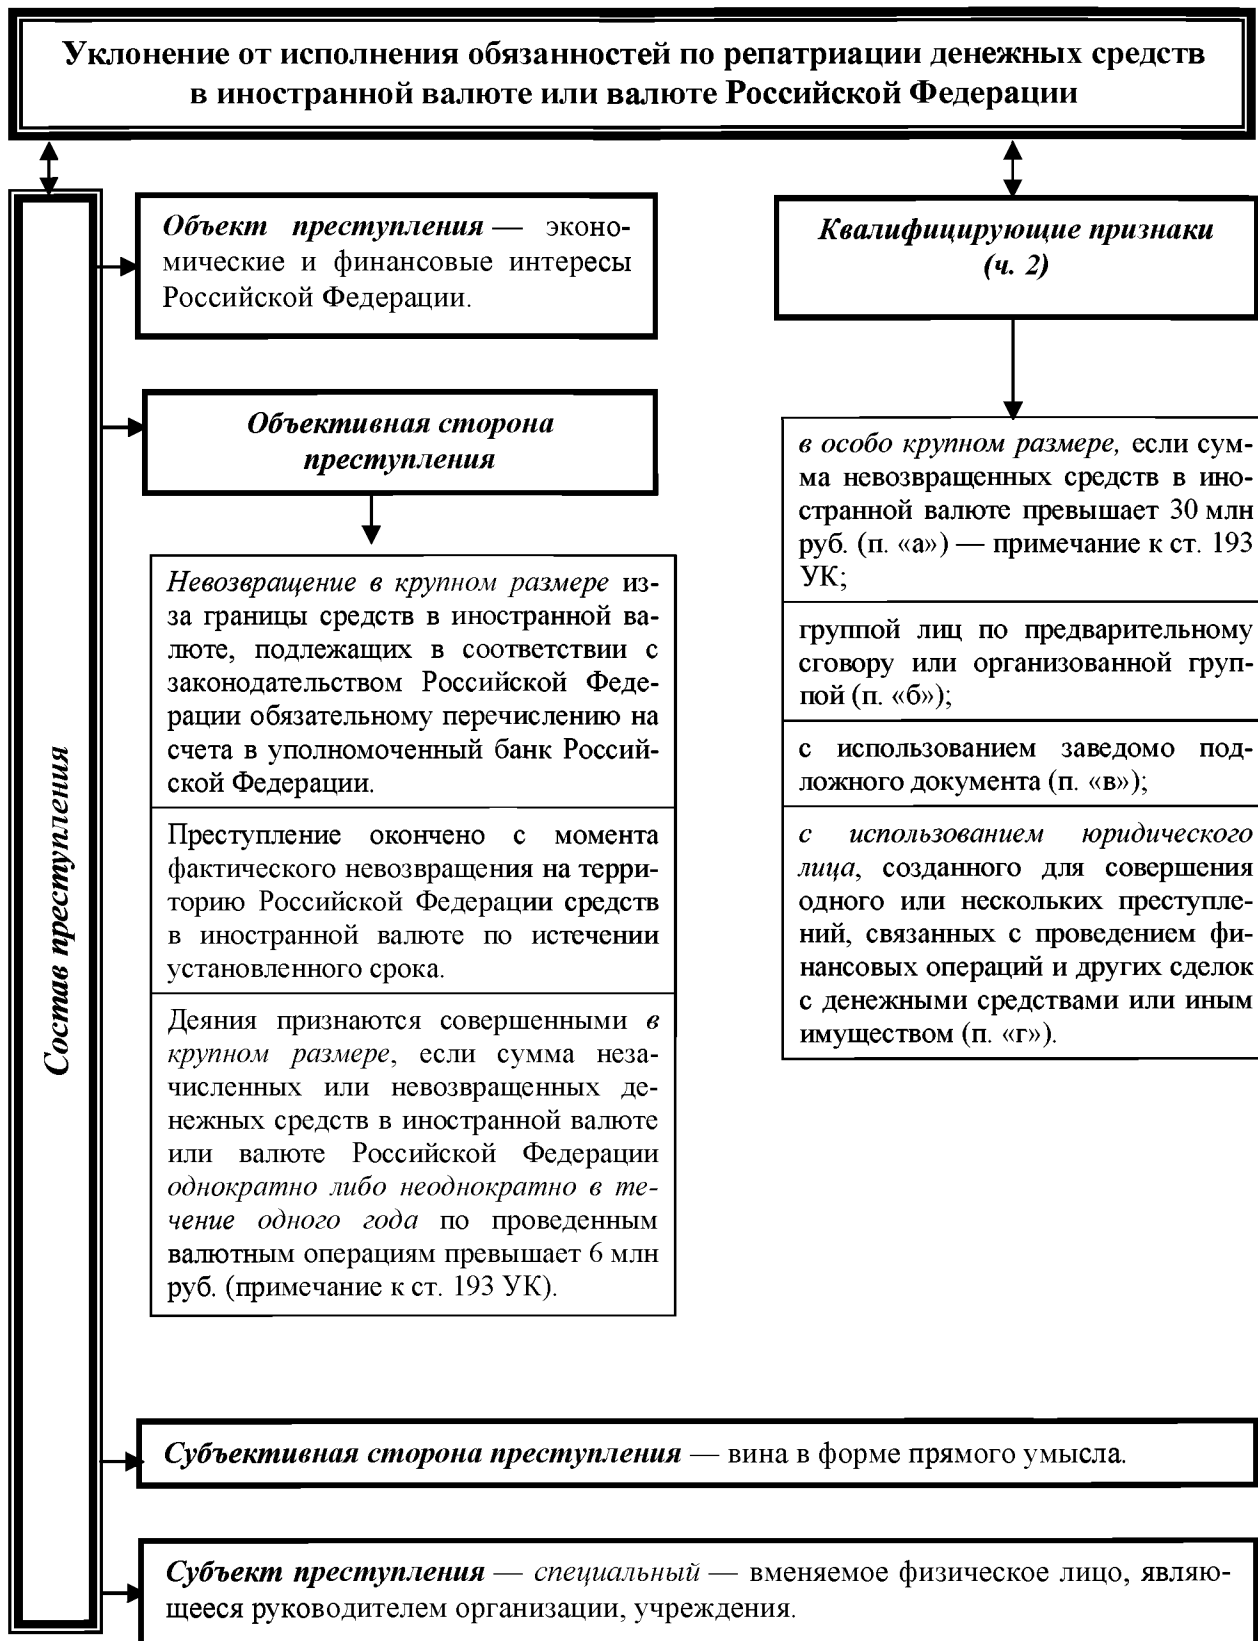 Уклонение от исполнения обязанностей по репатриации денежных средств
в иностранной валюте или валюте Российской Федерации
Состав преступления
Объект преступления — эконо-
мические и финансовые интересы
Российской Федерации.
Объективная сторона
преступления
Невозвращение в крупном размере из-
за границы средств в иностранной ва-
люте, подлежащих в соответствии с
законодательством Российской Феде-
рации обязательному перечислению на
счета в уполномоченный банк Россий-
ской Федерации.
Преступление окончено с момента
фактического невозвращения на терри-
торию Российской Федерации средств
в иностранной валюте по истечении
установленного срока.
Деяния признаются совершенными в
крупном размере, если сумма неза-
численных или невозвращенных де-
нежных средств в иностранной валюте
или валюте Российской Федерации
однократно либо неоднократно в те-
чение одного года по проведенным
валютным операциям превышает 6 млн
руб. (примечание к ст. 193 УК).
Квалифицирующие признаки
(ч. 2)
в особо крупном размере, если сум-
ма невозвращенных средств в ино-
странной валюте превышает 30 млн
руб. (п. «а») — примечание к ст. 193
УК;
группой лиц по предварительному
сговору или организованной груп-
пой (п. «б»);
с использованием заведомо под-
ложного документа (п. «в»);
с использованием юридического
лица, созданного для совершения
одного или нескольких преступле-
ний, связанных с проведением фи-
нансовых операций и других сделок
с денежными средствами или иным
имуществом (п. «г»).
Субъективная сторона преступления — вина в форме прямого умысла.
Субъект преступления — специальный — вменяемое физическое лицо, являю-
щееся руководителем организации, учреждения.